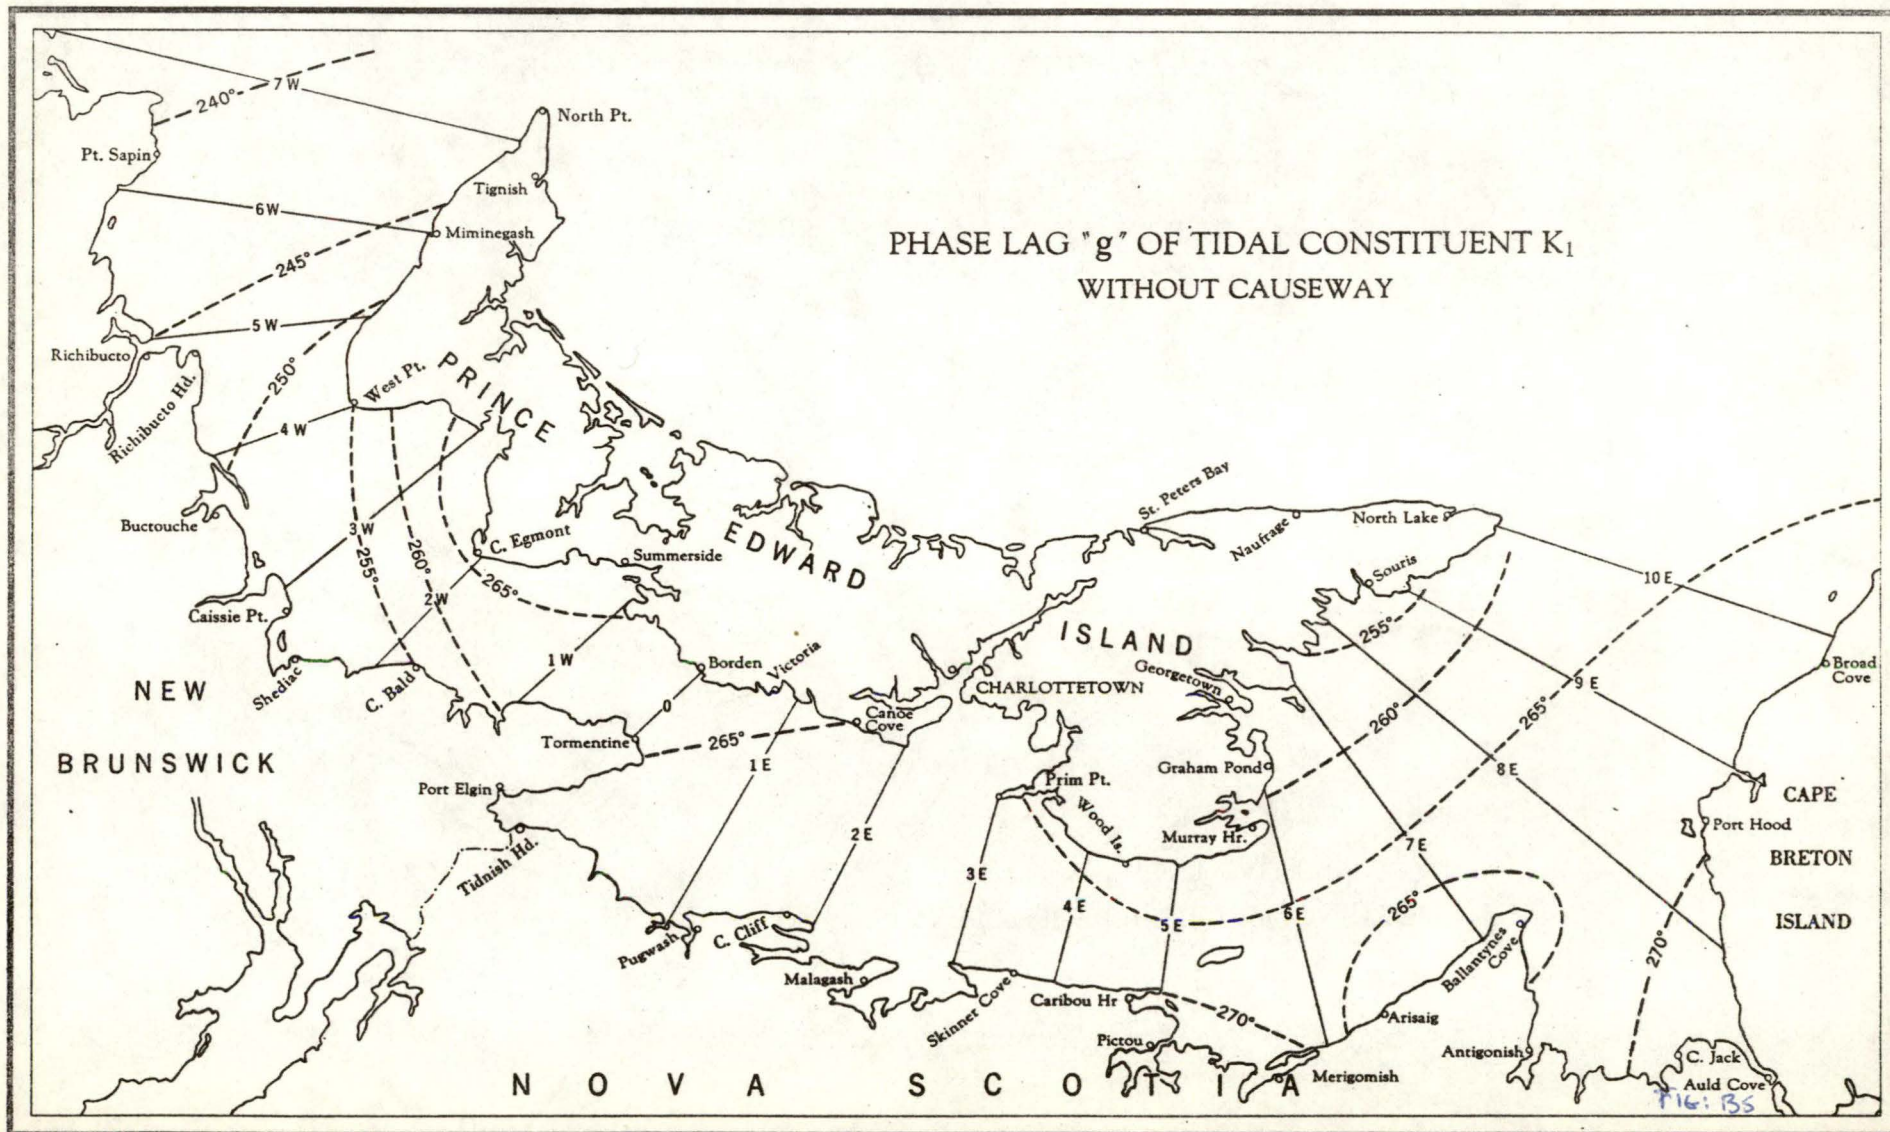 PHASE LAG "g" OF TIDAL CONSTITUENT K₁
WITHOUT CAUSEWAY
7 W
240°
North Pt.
Pt. Sapin
Tignish
6 W
Miminegash
245°
5 W
Richibucto
250°
West Pt.
Richibucto Hd.
4 W
PRINCE
EDWARD
ISLAND
Buctouche
3 W
255°
260°
C. Egmont
Summerside
265°
2 W
Caissie Pt.
1 W
Shediac
C. Bald
Borden
Victoria
0
NEW
BRUNSWICK
Tormentine
265°
Canoe
Cove
CHARLOTTETOWN
St. Peters Bay
Naufrage
North Lake
Souris
255°
Georgetown
260°
265°
10 E
9 E
8 E
Broad
Cove
Port Elgin
Tidnish Hd.
1 E
2 E
Prim Pt.
Wood Is.
Graham Pond
Murray Hr.
3 E
4 E
5 E
6 E
7 E
265°
CAPE
Port Hood
BRETON
ISLAND
270°
Pugwash
C. Cliff
Malagash
Skinner Cove
Caribou Hr
Pictou
270°
Ballantynes
Cove
Arisaig
Antigonish
Merigomish
C. Jack
Auld Cove
NOVA SCOTIA
FIG: B5